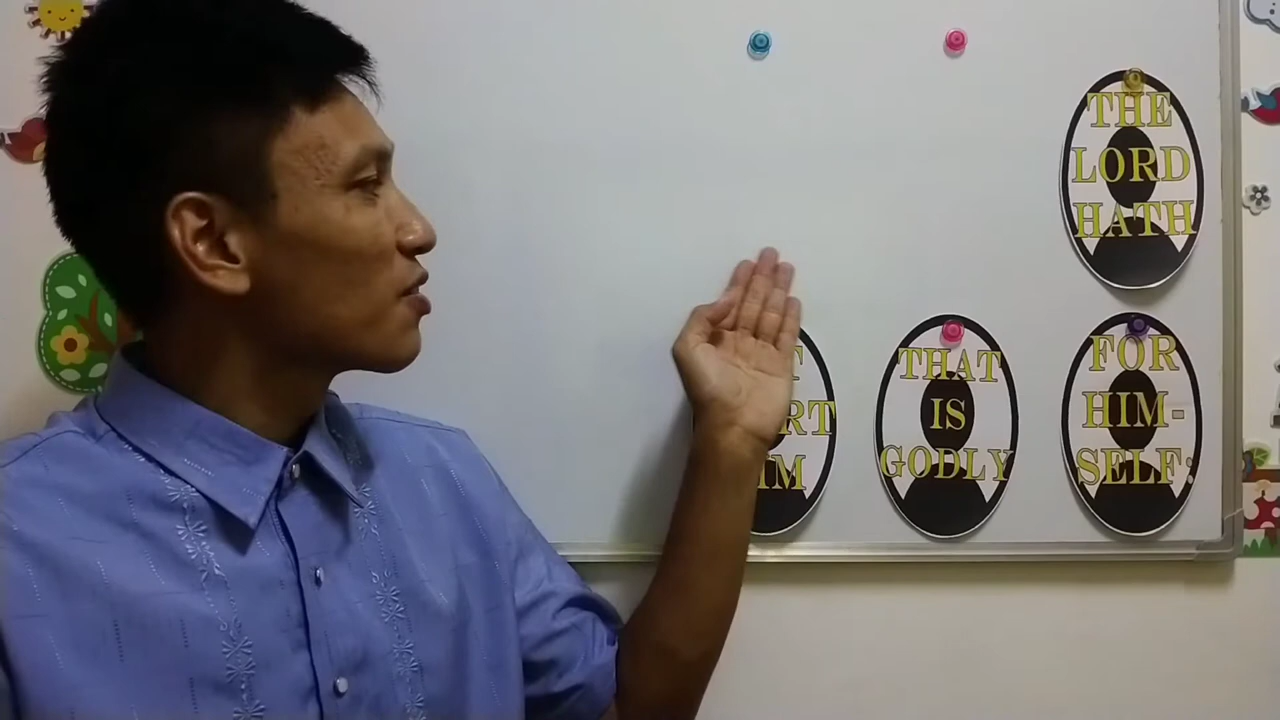 THE
LORD
HATH
THAT
IS
GODLY
FOR
HIM-
SELF: